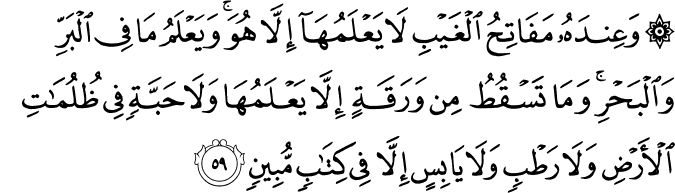 ۞ وَعِندَهُۥ مَفَاتِحُ ٱلْغَيْبِ لَا يَعْلَمُهَآ إِلَّا هُوَ ۚ وَيَعْلَمُ مَا فِى ٱلْبَرِّ
وَٱلْبَحْرِ ۚ وَمَا تَسْقُطُ مِن وَرَقَةٍ إِلَّا يَعْلَمُهَا وَلَا حَبَّةٍ فِى ظُلُمَـٰتِ
ٱلْأَرْضِ وَلَا رَطْبٍ وَلَا يَابِسٍ إِلَّا فِى كِتَـٰبٍ مُّبِينٍ ٥٩